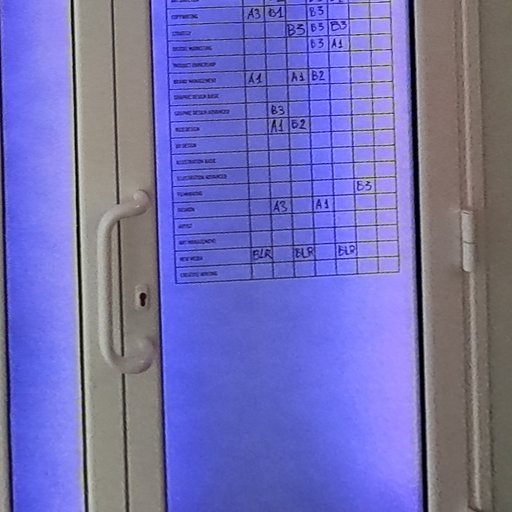 COPYWRITING A3 B1 B3
STRATEGY B3 B3 B3
DIGITAL MARKETING B3 A1
PRODUCT OWNERSHIP
BRAND MANAGEMENT A1 A1 B2
GRAPHIC DESIGN BASE
GRAPHIC DESIGN ADVANCED B3
WEB DESIGN A1 B2
UX DESIGN
ILLUSTRATION BASE
ILLUSTRATION ADVANCED
FILMMAKING B3
FASHION A3 A1
ARTIST
ART MANAGEMENT
NEW MEDIA BLR BLR BLR
CREATIVE WRITING